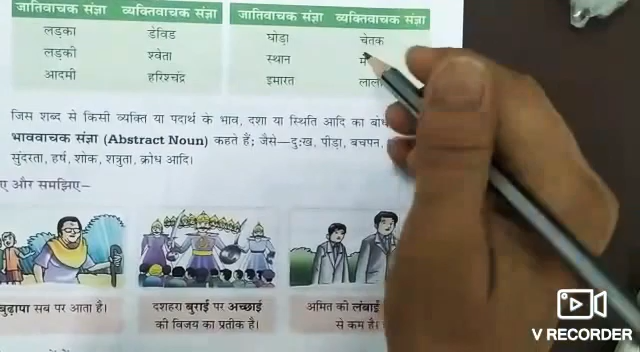 जातिवाचक संज्ञा व्यक्तिवाचक संज्ञा
लड़का डेविड
लड़की श्वेता
आदमी हरिश्चंद्र
जातिवाचक संज्ञा व्यक्तिवाचक संज्ञा
घोड़ा चेतक
स्थान
इमारत लाल
जिस शब्द से किसी व्यक्ति या पदार्थ के भाव, दशा या स्थिति आदि का बोध
भाववाचक संज्ञा (Abstract Noun) कहते हैं; जैसे—दु:ख, पीड़ा, बचपन,
सुंदरता, हर्ष, शोक, शत्रुता, क्रोध आदि।
ए और समझिए—
बुढ़ापा सब पर आता है।
दशहरा बुराई पर अच्छाई
की विजय का प्रतीक है।
अमित की लंबाई
से कम है।
V RECORDER